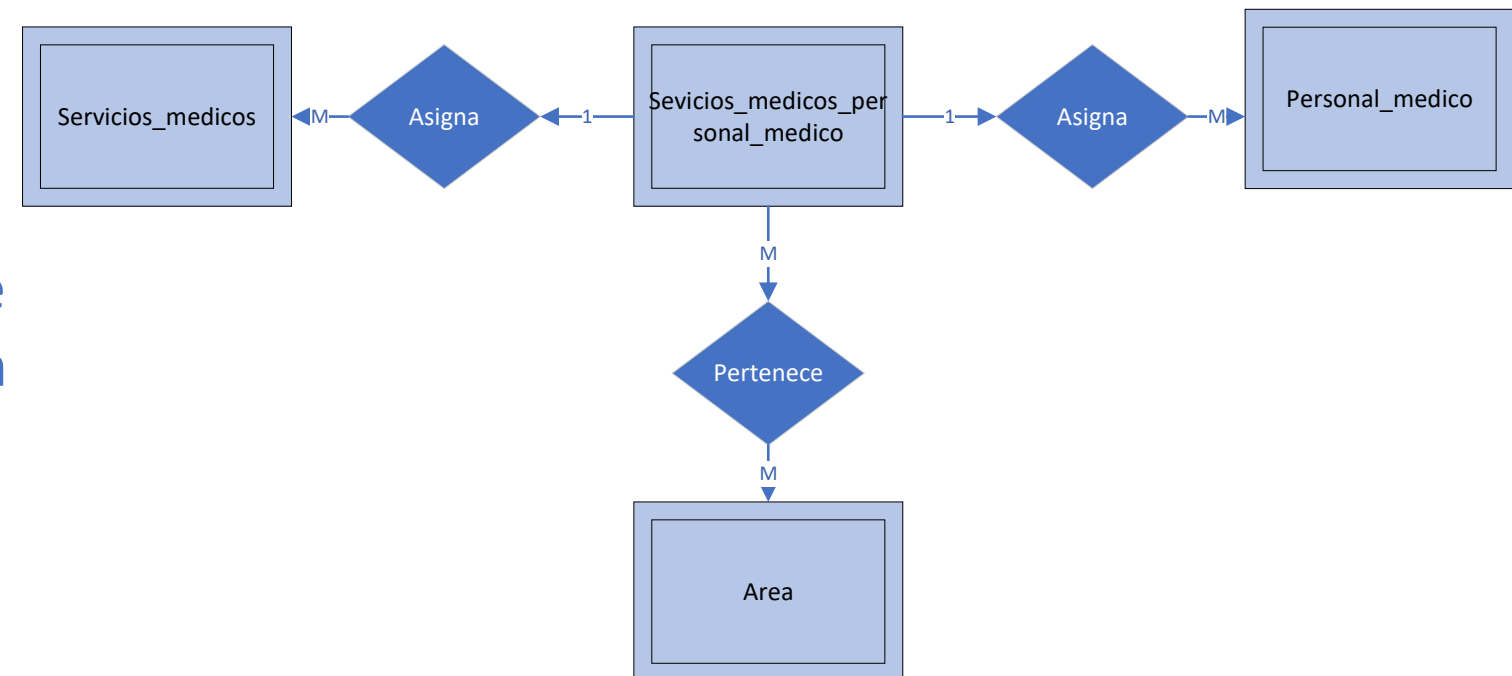 Servicios_medicos
M
Asigna
1
Sevicios_medicos_per
sonal_medico
1
Asigna
M
Personal_medico
M
Pertenece
M
Area